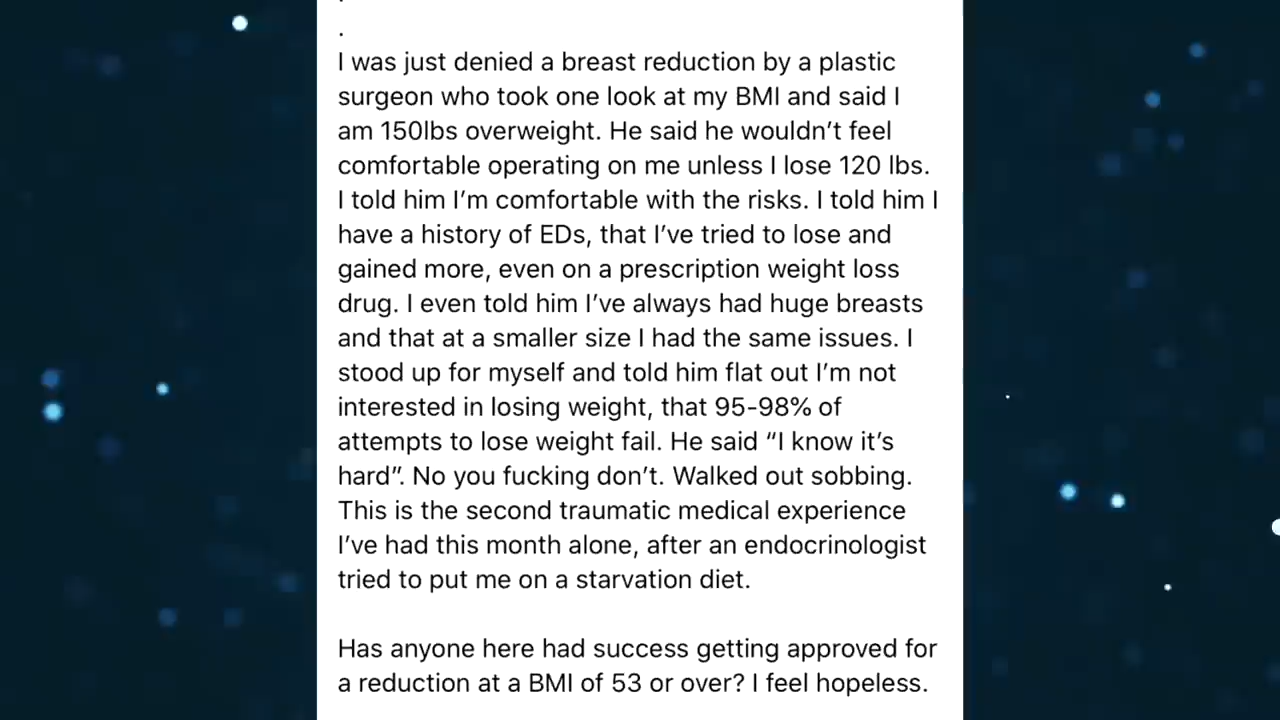 .
I was just denied a breast reduction by a plastic
surgeon who took one look at my BMI and said I
am 150lbs overweight. He said he wouldn’t feel
comfortable operating on me unless I lose 120 lbs.
I told him I’m comfortable with the risks. I told him I
have a history of EDs, that I’ve tried to lose and
gained more, even on a prescription weight loss
drug. I even told him I’ve always had huge breasts
and that at a smaller size I had the same issues. I
stood up for myself and told him flat out I’m not
interested in losing weight, that 95-98% of
attempts to lose weight fail. He said “I know it’s
hard”. No you fucking don’t. Walked out sobbing.
This is the second traumatic medical experience
I’ve had this month alone, after an endocrinologist
tried to put me on a starvation diet.
Has anyone here had success getting approved for
a reduction at a BMI of 53 or over? I feel hopeless.